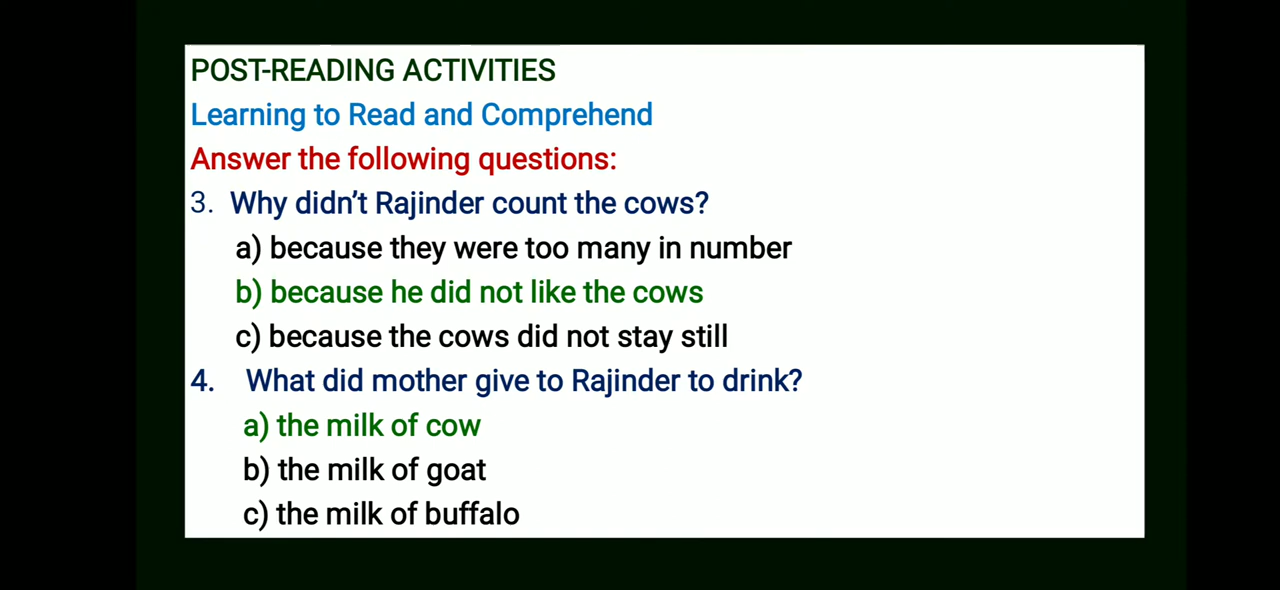 POST-READING ACTIVITIES
Learning to Read and Comprehend
Answer the following questions:
3. Why didn’t Rajinder count the cows?
a) because they were too many in number
b) because he did not like the cows
c) because the cows did not stay still
4. What did mother give to Rajinder to drink?
a) the milk of cow
b) the milk of goat
c) the milk of buffalo